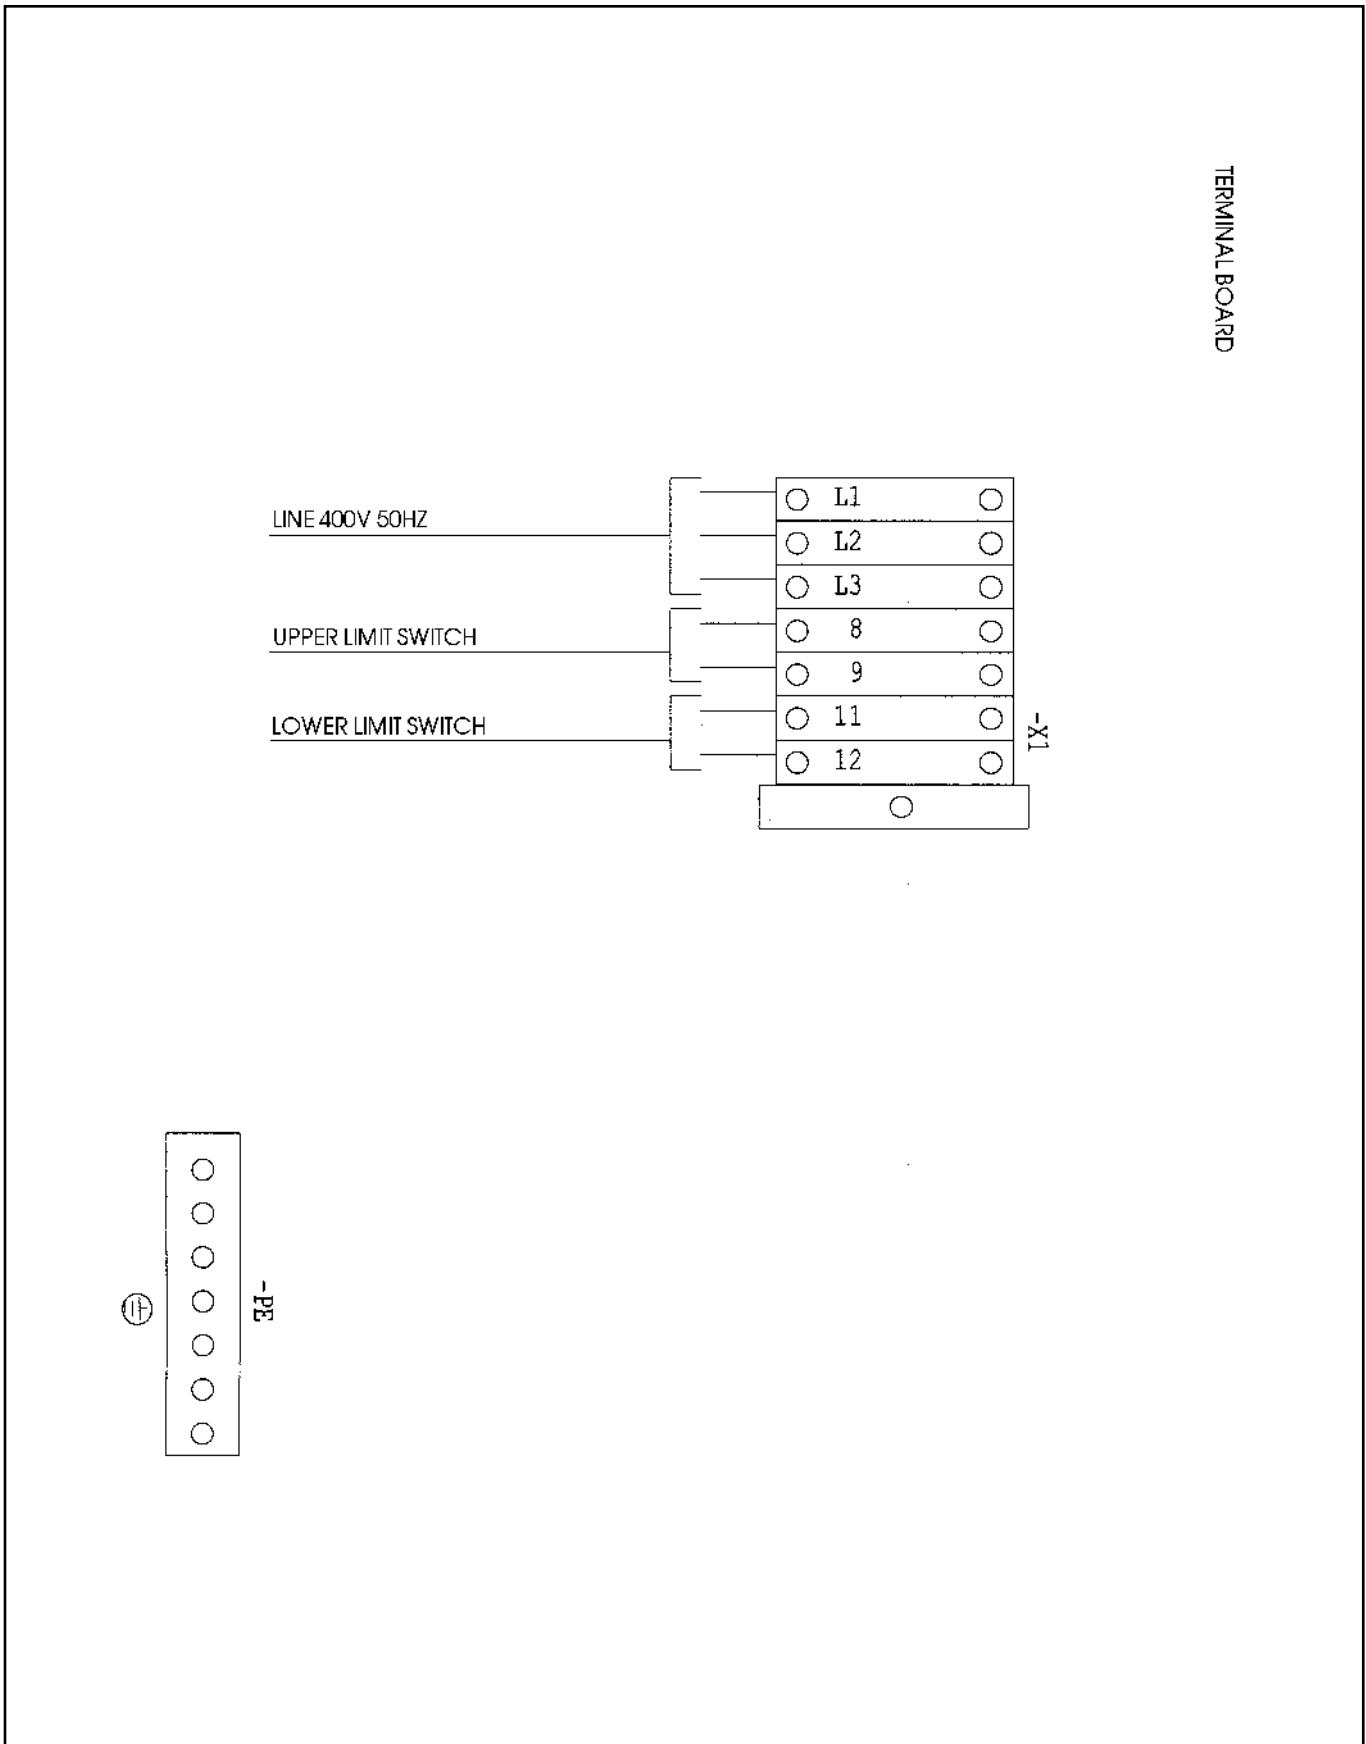 TERMINAL BOARD
LINE 400V 50HZ
L1
L2
L3
UPPER LIMIT SWITCH
8
9
LOWER LIMIT SWITCH
11
12
-X1
-PE